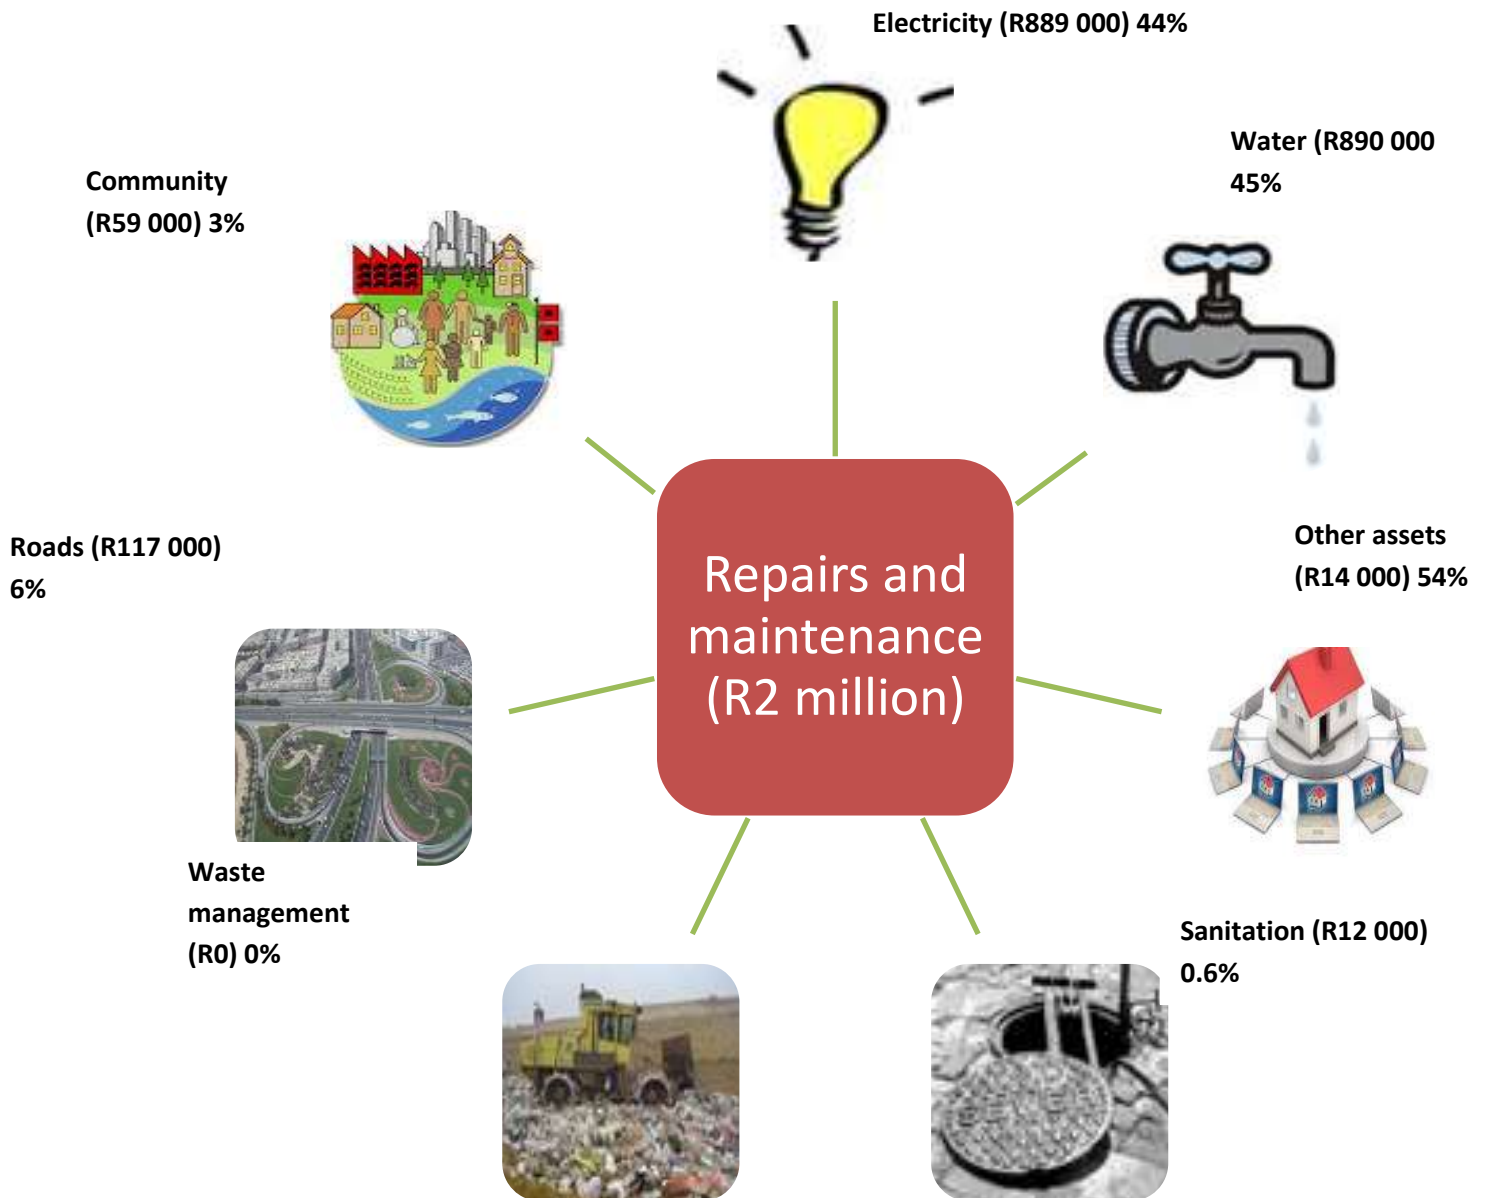 Electricity (R889 000) 44%
Water (R890 000
45%
Community
(R59 000) 3%
Other assets
(R14 000) 54%
Roads (R117 000)
6%
Repairs and
maintenance
(R2 million)
Waste
management
(R0) 0%
Sanitation (R12 000)
0.6%